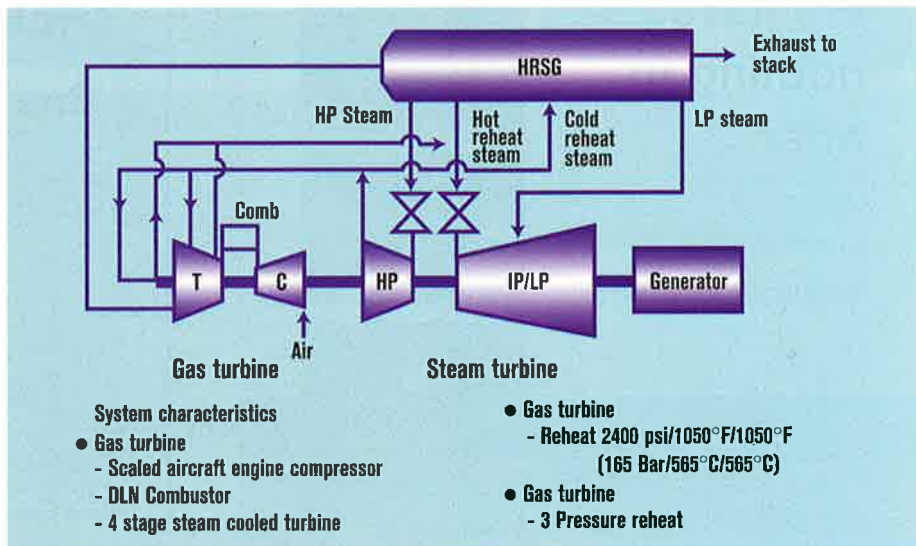 HRSG
Exhaust to
stack
HP Steam
Hot
reheat
steam
Cold
reheat
steam
LP steam
Comb
T
C
HP
IP/LP
Generator
Air
Gas turbine
Steam turbine
System characteristics
● Gas turbine
- Scaled aircraft engine compressor
- DLN Combustor
- 4 stage steam cooled turbine
● Gas turbine
- Reheat 2400 psi/1050°F/1050°F
(165 Bar/565°C/565°C)
● Gas turbine
- 3 Pressure reheat